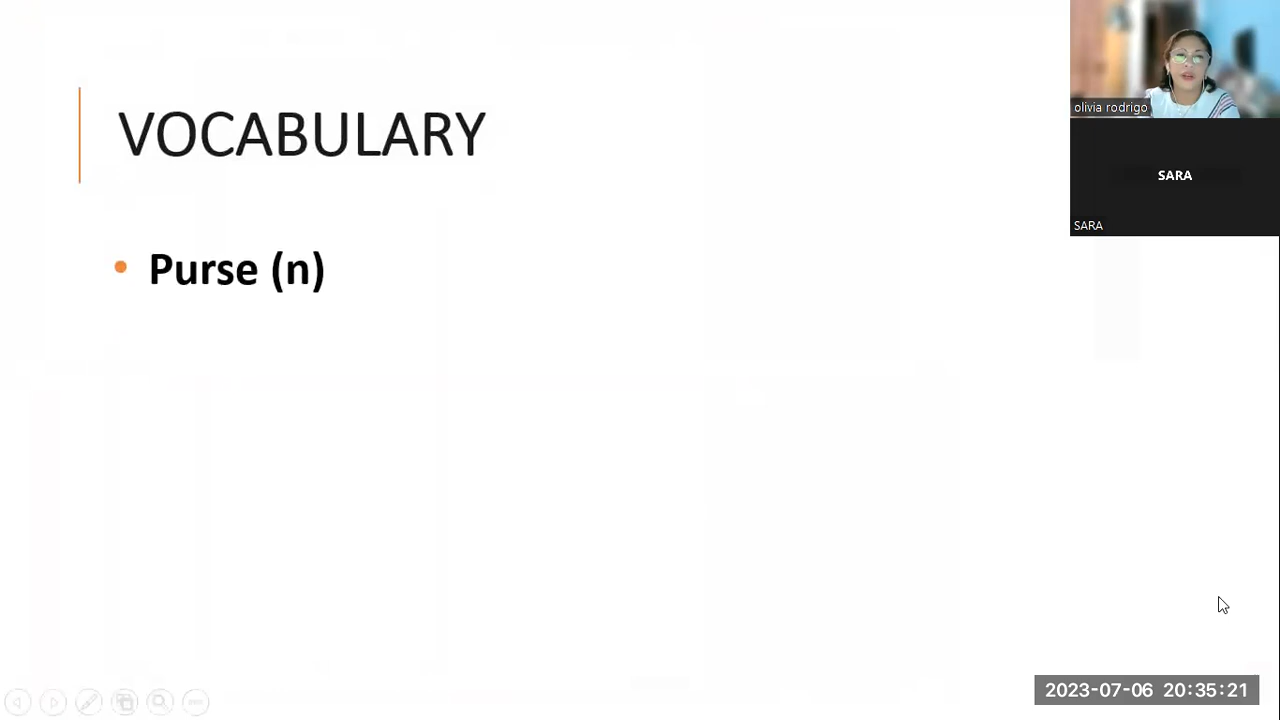 VOCABULARY
• Purse (n)
olivia rodrigo
SARA
SARA
2023-07-06 20:35:21